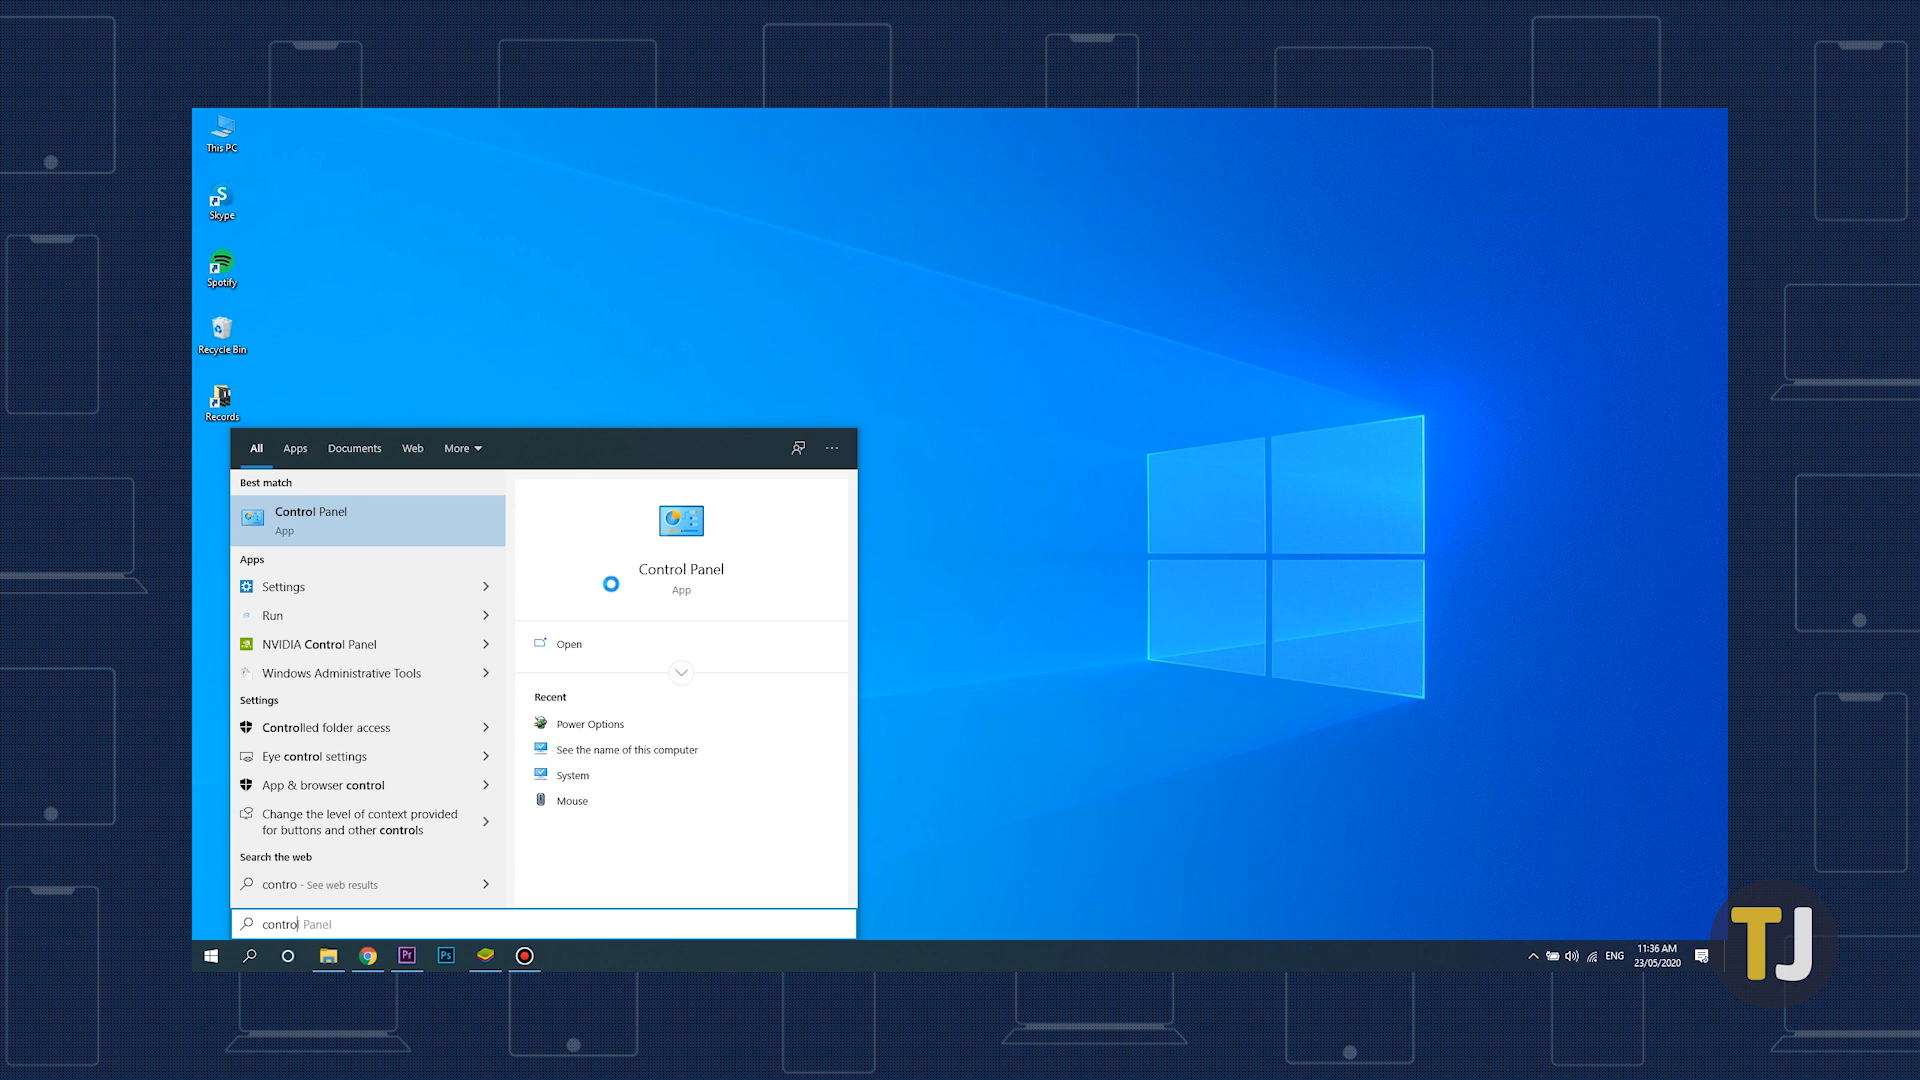 This PC
Skype
Spotify
Recycle Bin
Records
All Apps Documents Web More
Best match
Control Panel
App
Apps
Settings
Run
NVIDIA Control Panel
Windows Administrative Tools
Settings
Controlled folder access
Eye control settings
App & browser control
Change the level of context provided
for buttons and other controls
Search the web
contro - See web results
control Panel
Control Panel
App
Open
Recent
Power Options
See the name of this computer
System
Mouse
Pr
Ps
ENG
11:36 AM
23/05/2020
TJ